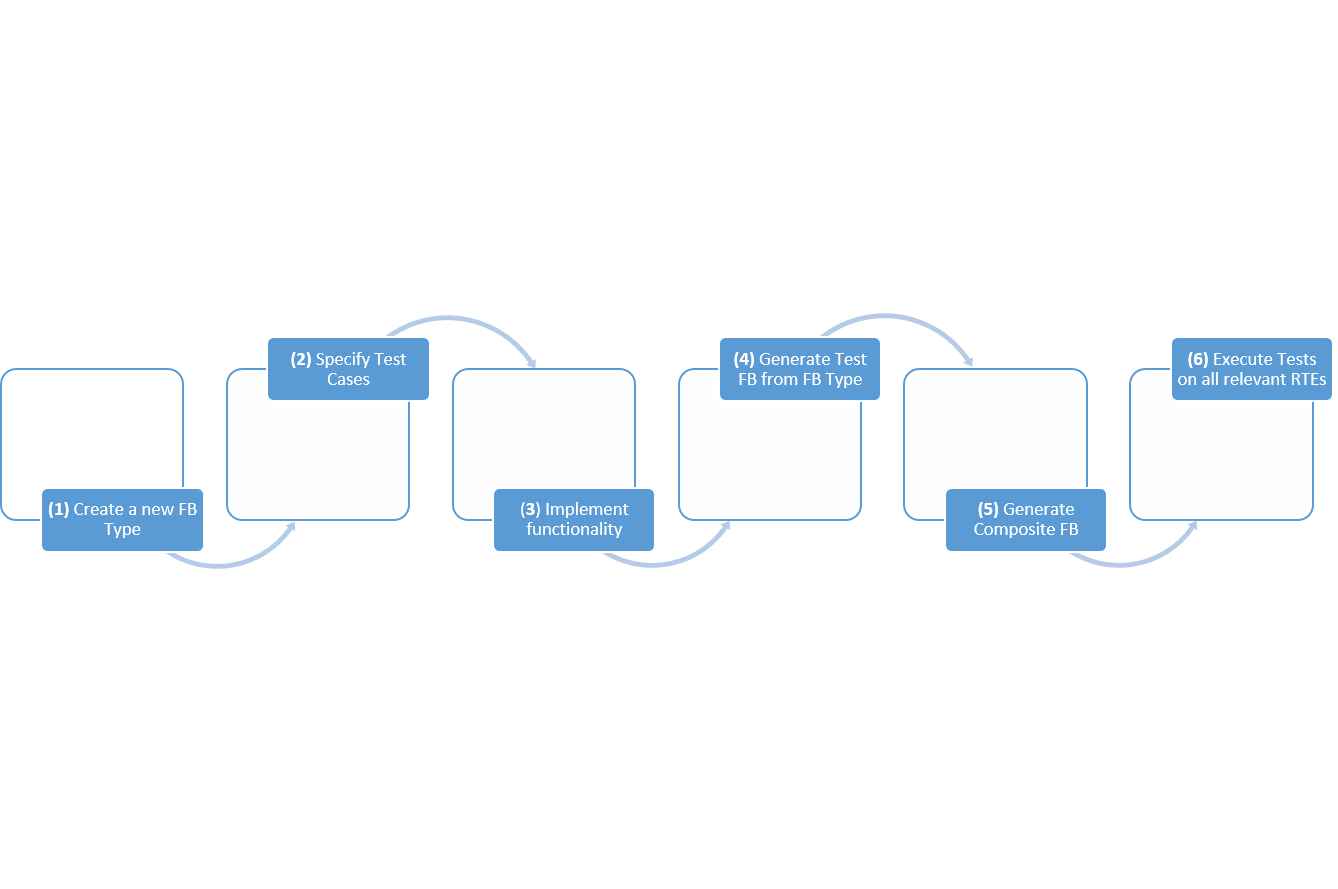 (1) Create a new FB
Type
(2) Specify Test
Cases
(3) Implement
functionality
(4) Generate Test
FB from FB Type
(5) Generate
Composite FB
(6) Execute Tests
on all relevant RTEs